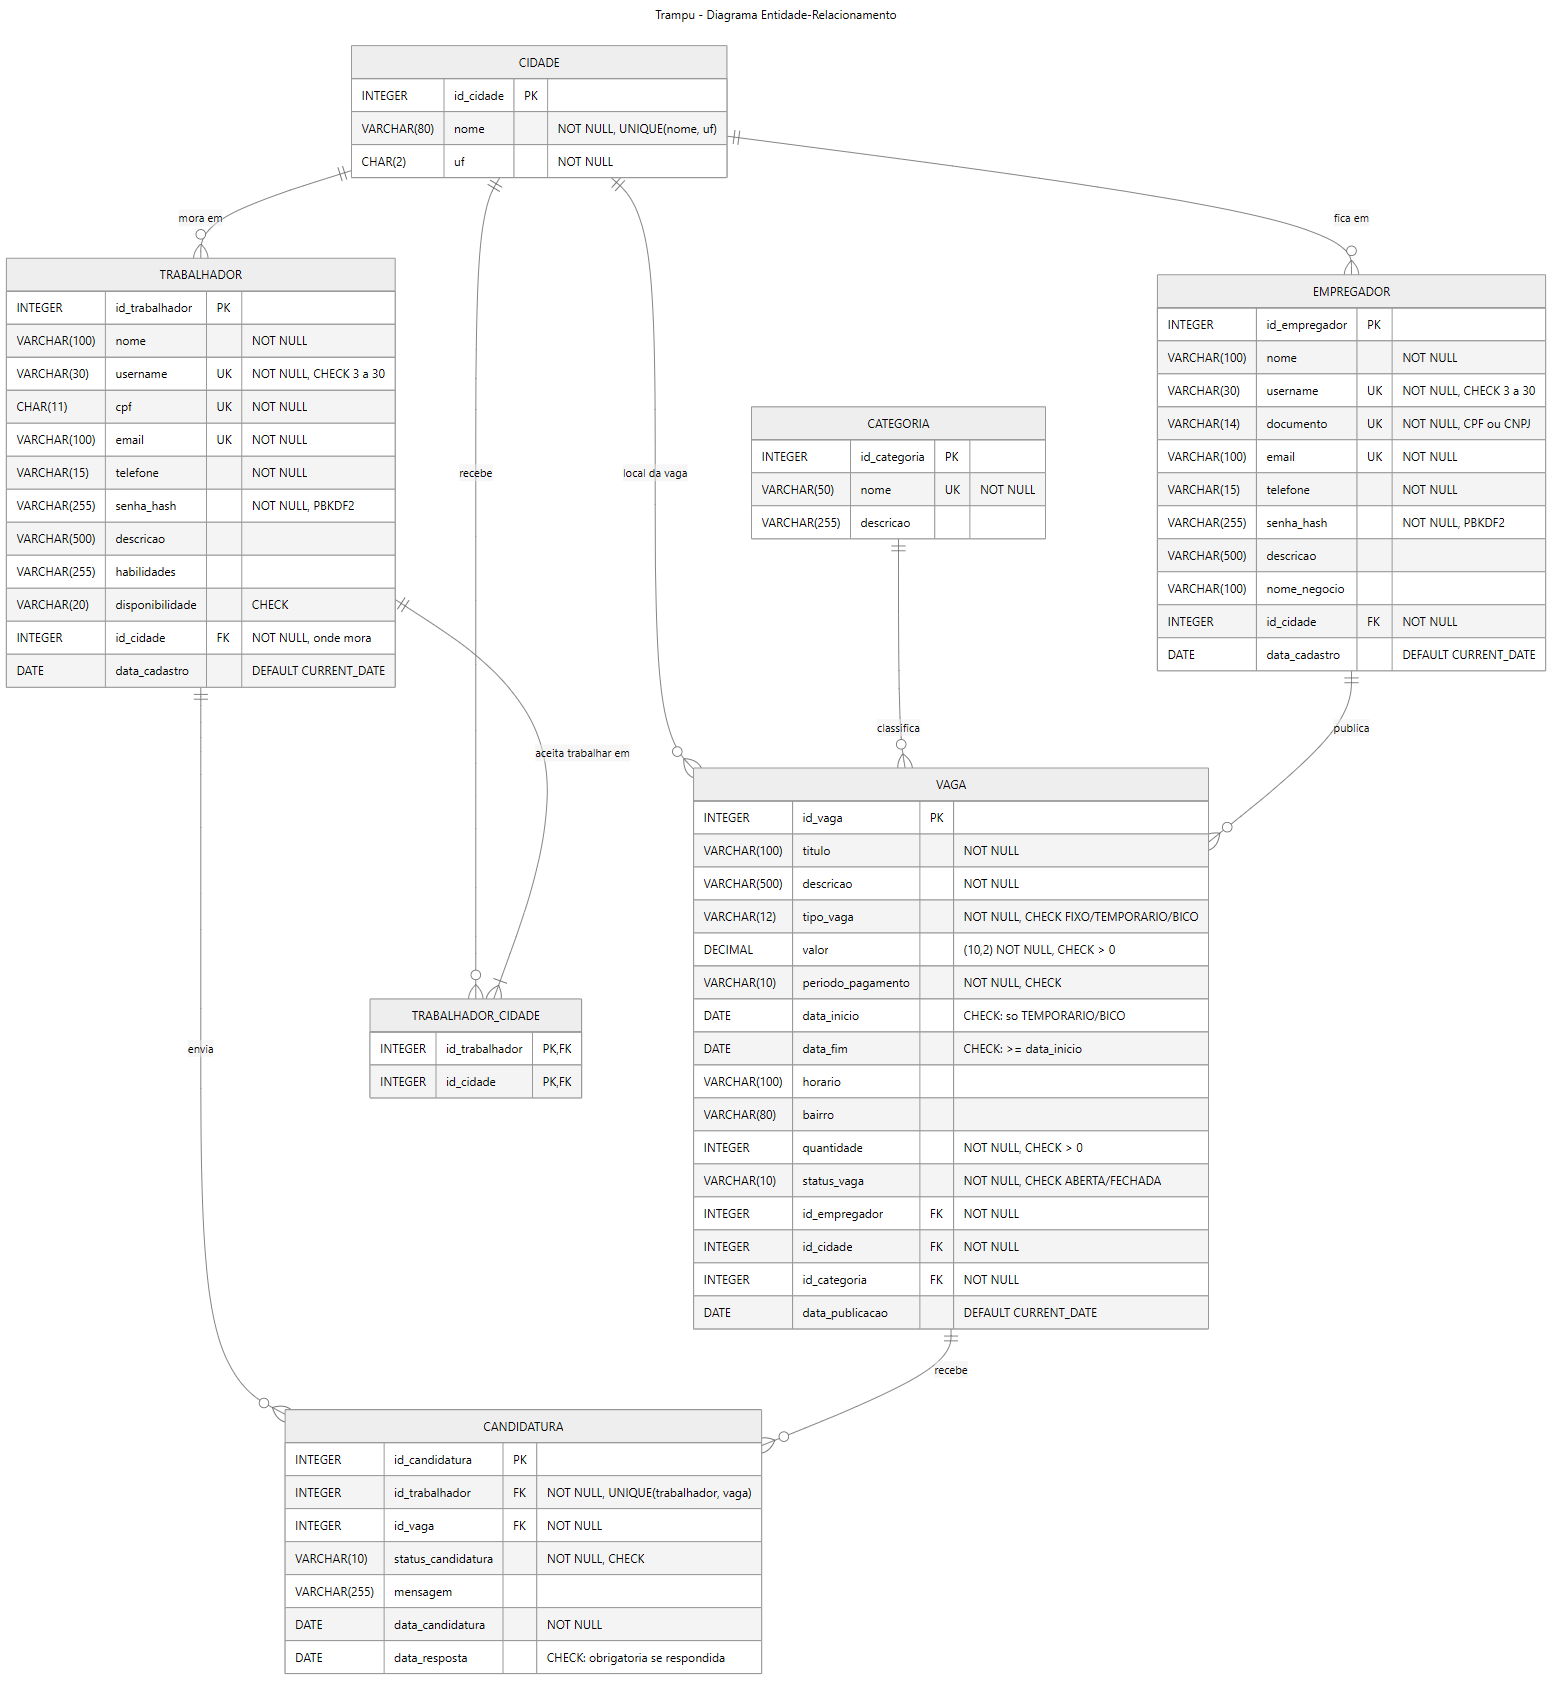 Trampu - Diagrama Entidade-Relacionamento
CIDADE
INTEGER id_cidade PK
VARCHAR(80) nome NOT NULL, UNIQUE(nome, uf)
CHAR(2) uf NOT NULL
mora em
fica em
TRABALHADOR
INTEGER id_trabalhador PK
VARCHAR(100) nome NOT NULL
VARCHAR(30) username UK NOT NULL, CHECK 3 a 30
CHAR(11) cpf UK NOT NULL
VARCHAR(100) email UK NOT NULL
VARCHAR(15) telefone NOT NULL
VARCHAR(255) senha_hash NOT NULL, PBKDF2
VARCHAR(500) descricao
VARCHAR(255) habilidades
VARCHAR(20) disponibilidade CHECK
INTEGER id_cidade FK NOT NULL, onde mora
DATE data_cadastro DEFAULT CURRENT_DATE
recebe
local da vaga
CATEGORIA
INTEGER id_categoria PK
VARCHAR(50) nome UK NOT NULL
VARCHAR(255) descricao
EMPREGADOR
INTEGER id_empregador PK
VARCHAR(100) nome NOT NULL
VARCHAR(30) username UK NOT NULL, CHECK 3 a 30
VARCHAR(14) documento UK NOT NULL, CPF ou CNPJ
VARCHAR(100) email UK NOT NULL
VARCHAR(15) telefone NOT NULL
VARCHAR(255) senha_hash NOT NULL, PBKDF2
VARCHAR(500) descricao
VARCHAR(100) nome_negocio
INTEGER id_cidade FK NOT NULL
DATE data_cadastro DEFAULT CURRENT_DATE
aceita trabalhar em
classifica
publica
VAGA
INTEGER id_vaga PK
VARCHAR(100) titulo NOT NULL
VARCHAR(500) descricao NOT NULL
VARCHAR(12) tipo_vaga NOT NULL, CHECK FIXO/TEMPORARIO/BICO
DECIMAL valor (10,2) NOT NULL, CHECK > 0
VARCHAR(10) periodo_pagamento NOT NULL, CHECK
DATE data_inicio CHECK: so TEMPORARIO/BICO
DATE data_fim CHECK: >= data_inicio
VARCHAR(100) horario
VARCHAR(80) bairro
INTEGER quantidade NOT NULL, CHECK > 0
VARCHAR(10) status_vaga NOT NULL, CHECK ABERTA/FECHADA
INTEGER id_empregador FK NOT NULL
INTEGER id_cidade FK NOT NULL
INTEGER id_categoria FK NOT NULL
DATE data_publicacao DEFAULT CURRENT_DATE
TRABALHADOR_CIDADE
INTEGER id_trabalhador PK,FK
INTEGER id_cidade PK,FK
envia
recebe
CANDIDATURA
INTEGER id_candidatura PK
INTEGER id_trabalhador FK NOT NULL, UNIQUE(trabalhador, vaga)
INTEGER id_vaga FK NOT NULL
VARCHAR(10) status_candidatura NOT NULL, CHECK
VARCHAR(255) mensagem
DATE data_candidatura NOT NULL
DATE data_resposta CHECK: obrigatoria se respondida